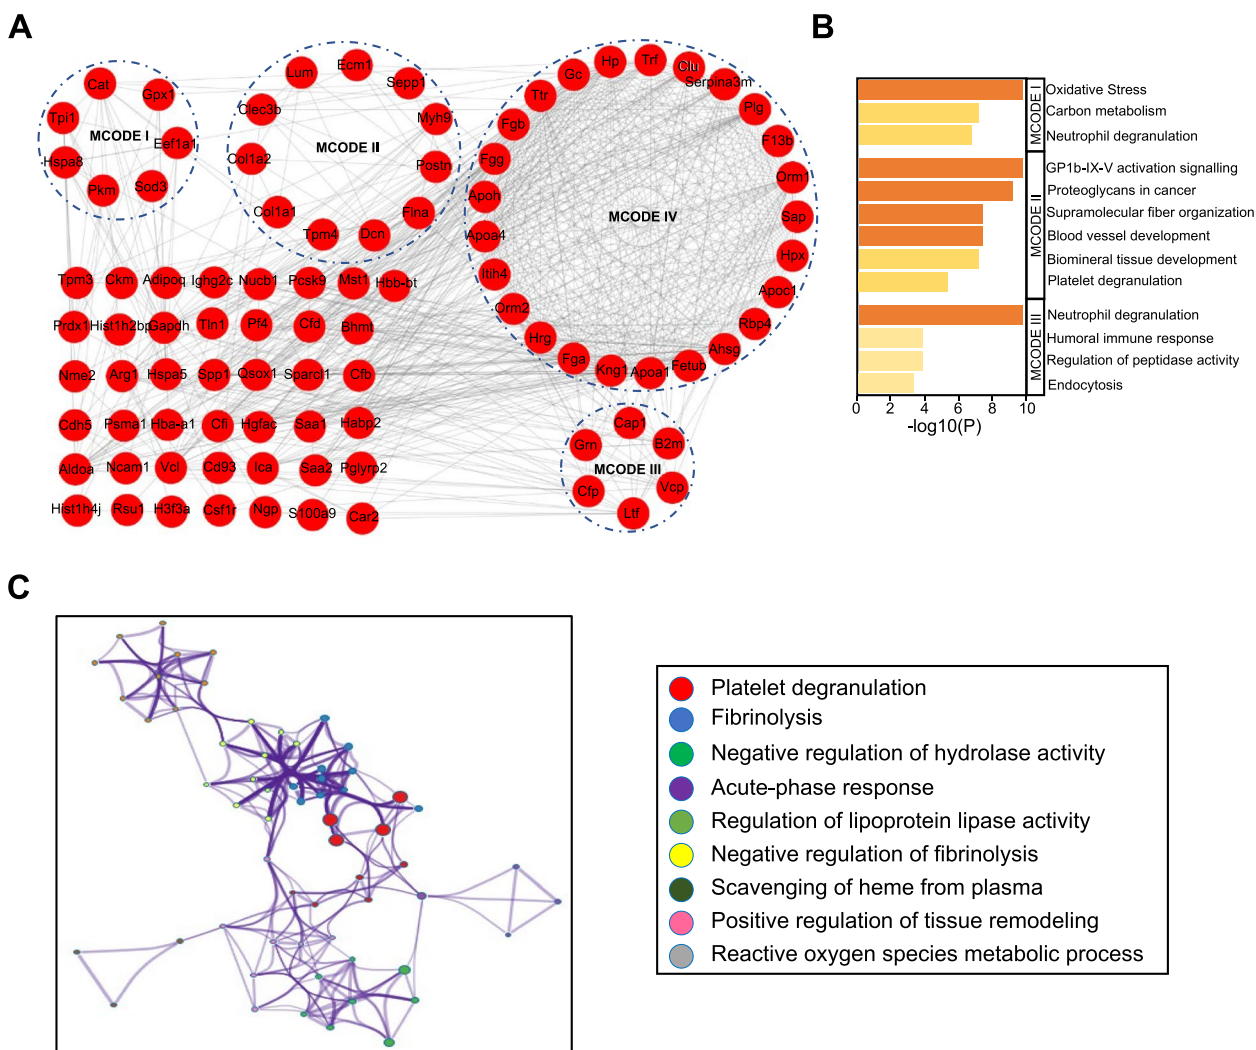 A
B
Cat
Gpx1
Tpi1
MCODE I
Eef1a1
Hspa8
Pkm
Sod3
Lum
Ecm1
Sepp1
Clec3b
Myh9
MCODE II
Col1a2
Postn
Col1a1
Flna
Tpm4
Dcn
Hp
Trf
Clu
Gc
Serpina3m
Ttr
Plg
Fgb
F13b
Fgg
Orm1
Apoh
MCODE IV
Sap
Apoa4
Hpx
Itih4
Apoc1
Orm2
Rbp4
Hrg
Ahsg
Fga
Kng1
Apoa1
Fetub
Cap1
Grn
B2m
MCODE III
Cfp
Vcp
Ltf
Tpm3 Ckm Adipoq Ighg2c Nucb1 Pcsk9 Mst1 Hbb-bt
Prdx1 Hist1h2bp Gapdh Tln1 Pf4 Cfd Bhmt
Nme2 Arg1 Hspa5 Spp1 Qsox1 Sparcl1 Cfb
Cdh5 Psma1 Hba-a1 Cfi Hgfac Saa1 Habp2
Aldoa Ncam1 Vcl Cd93 Ica Saa2 Pglyrp2
Hist1h4j Rsu1 H3f3a Csf1r Ngp S100a9 Car2
MCODE I
Oxidative Stress
Carbon metabolism
Neutrophil degranulation
MCODE II
GP1b-IX-V activation signalling
Proteoglycans in cancer
Supramolecular fiber organization
Blood vessel development
Biomineral tissue development
Platelet degranulation
MCODE III
Neutrophil degranulation
Humoral immune response
Regulation of peptidase activity
Endocytosis
0 2 4 6 8 10
-log10(P)
C
Platelet degranulation
Fibrinolysis
Negative regulation of hydrolase activity
Acute-phase response
Regulation of lipoprotein lipase activity
Negative regulation of fibrinolysis
Scavenging of heme from plasma
Positive regulation of tissue remodeling
Reactive oxygen species metabolic process